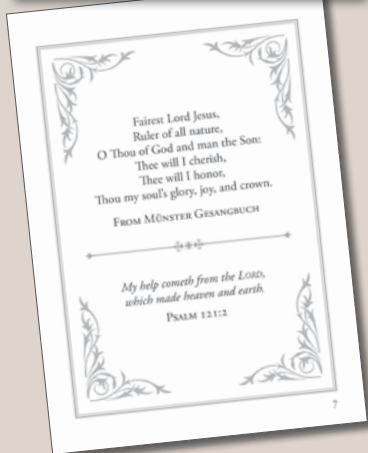 Fairest Lord Jesus,
Ruler of all nature,
O Thou of God and man the Son:
Thee will I cherish,
Thee will I honor,
Thou my soul's glory, joy, and crown.
From Münster Gesangbuch
My help cometh from the Lord,
which made heaven and earth.
Psalm 121:2
7